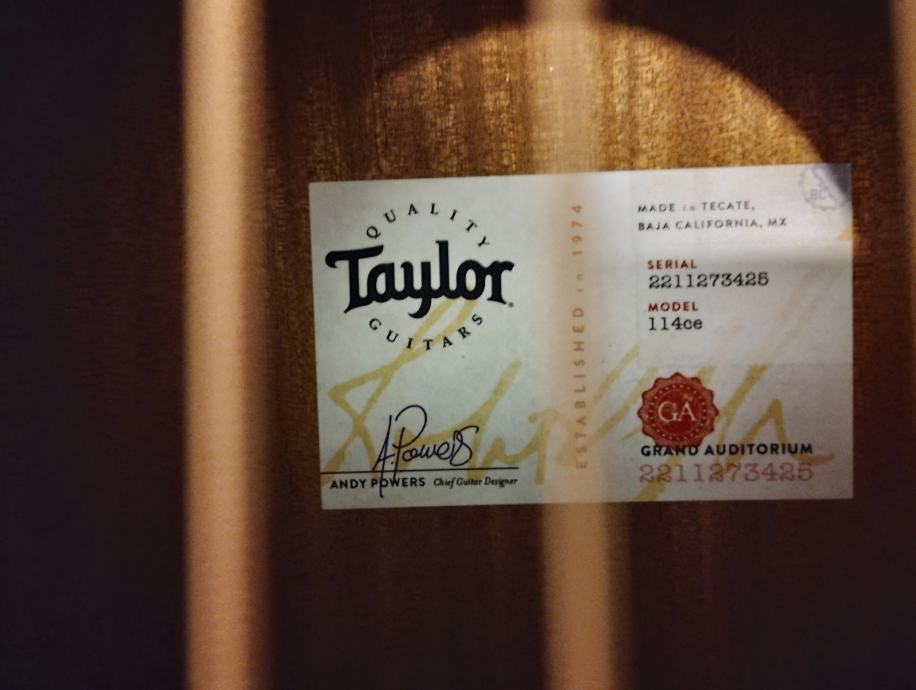 QUALITY
Taylor
GUITARS
A.Powers
ANDY POWERS Chief Guitar Designer
ESTABLISHED in 1974
MADE in TECATE,
BAJA CALIFORNIA, MX
SERIAL
2211273425
MODEL
114ce
GA
GRAND AUDITORIUM
2211273425